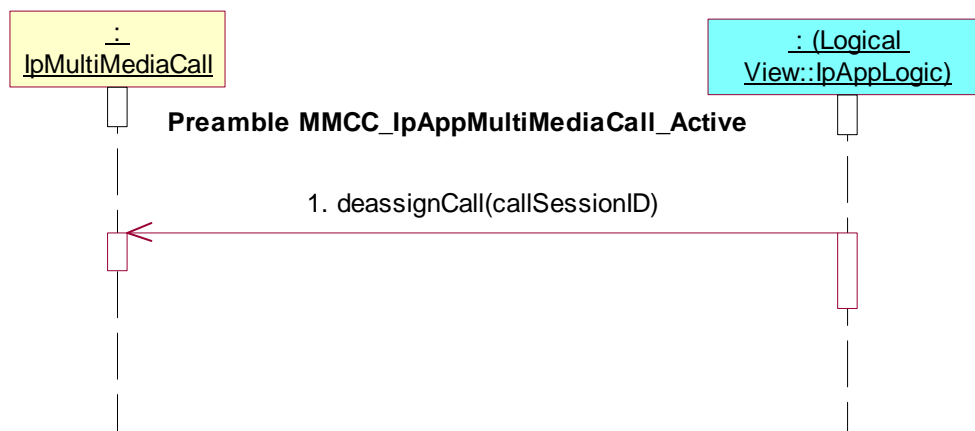 :
IpMultiMediaCall
: (Logical
View::IpAppLogic)
Preamble MMCC_IpAppMultiMediaCall_Active
1. deassignCall(callSessionID)